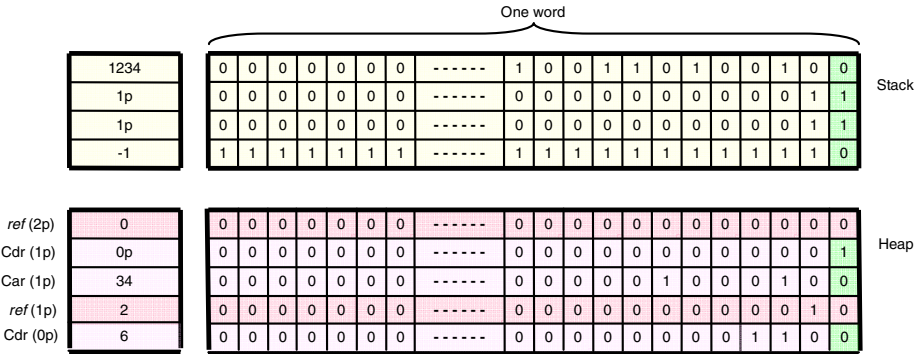 One word
1234 0 0 0 0 0 0 0 ------ 1 0 0 1 1 0 1 0 0 1 0 0
Stack
1p 0 0 0 0 0 0 0 ------ 0 0 0 0 0 0 0 0 0 0 1 1
1p 0 0 0 0 0 0 0 ------ 0 0 0 0 0 0 0 0 0 0 1 1
-1 1 1 1 1 1 1 1 ------ 1 1 1 1 1 1 1 1 1 1 1 0
ref (2p) 0 0 0 0 0 0 0 0 ------ 0 0 0 0 0 0 0 0 0 0 0 0
Cdr (1p) 0p 0 0 0 0 0 0 0 ------ 0 0 0 0 0 0 0 0 0 0 0 1
Heap
Car (1p) 34 0 0 0 0 0 0 0 ------ 0 0 0 0 0 1 0 0 0 1 0 0
ref (1p) 2 0 0 0 0 0 0 0 ------ 0 0 0 0 0 0 0 0 0 0 1 0
Cdr (0p) 6 0 0 0 0 0 0 0 ------ 0 0 0 0 0 0 0 0 1 1 0 0